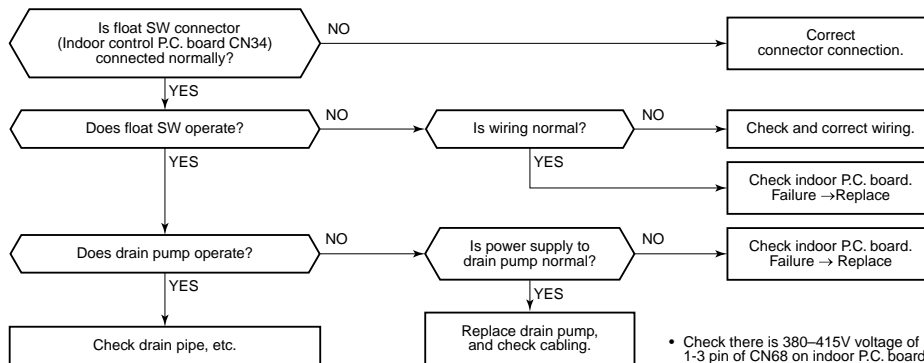 Is float SW connector
(Indoor control P.C. board CN34)
connected normally?
NO
Correct
connector connection.
YES
Does float SW operate?
NO
Is wiring normal?
NO
Check and correct wiring.
YES
YES
Check indoor P.C. board.
Failure →Replace
Does drain pump operate?
NO
Is power supply to
drain pump normal?
NO
Check indoor P.C. board.
Failure → Replace
YES
YES
Check drain pipe, etc.
Replace drain pump,
and check cabling.
• Check there is 380–415V voltage of
1-3 pin of CN68 on indoor P.C. board